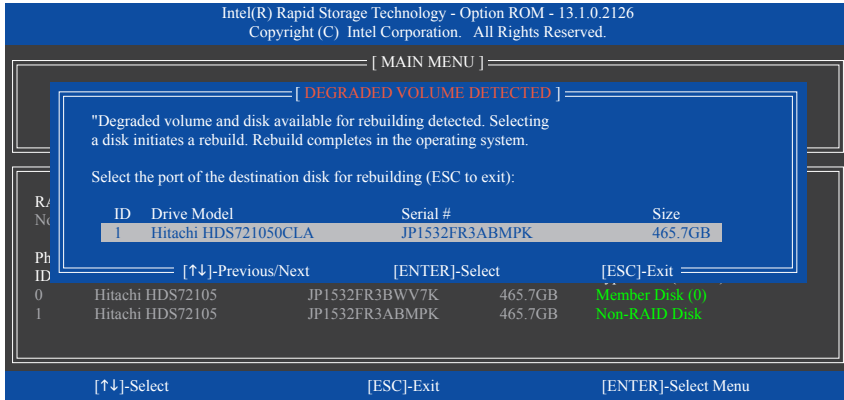 Intel(R) Rapid Storage Technology - Option ROM - 13.1.0.2126
Copyright (C) Intel Corporation. All Rights Reserved.
[ MAIN MENU ]
[ DEGRADED VOLUME DETECTED ]
"Degraded volume and disk available for rebuilding detected. Selecting
a disk initiates a rebuild. Rebuild completes in the operating system.
Select the port of the destination disk for rebuilding (ESC to exit):
ID Drive Model Serial # Size
1 Hitachi HDS721050CLA JP1532FR3ABMPK 465.7GB
[↑↓]-Previous/Next [ENTER]-Select [ESC]-Exit
ID
0 Hitachi HDS72105 JP1532FR3BWV7K 465.7GB Member Disk (0)
1 Hitachi HDS72105 JP1532FR3ABMPK 465.7GB Non-RAID Disk
[↑↓]-Select [ESC]-Exit [ENTER]-Select Menu